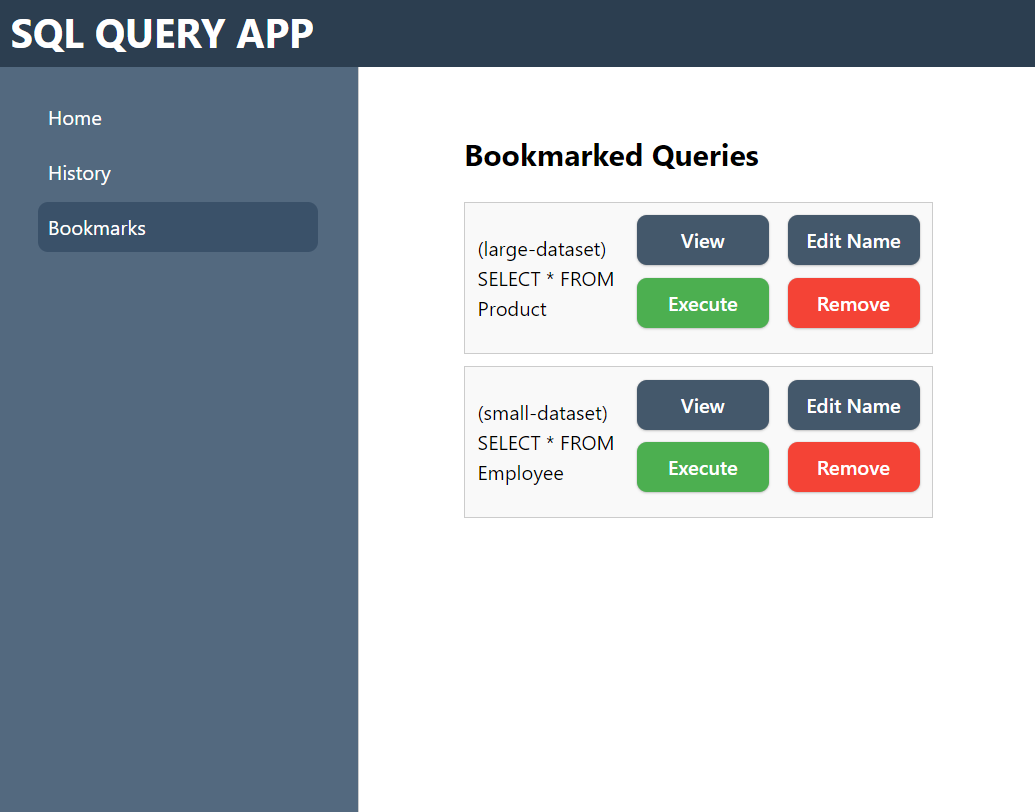 SQL QUERY APP
Home
History
Bookmarks
Bookmarked Queries
(large-dataset)
SELECT * FROM
Product
View
Edit Name
Execute
Remove
(small-dataset)
SELECT * FROM
Employee
View
Edit Name
Execute
Remove